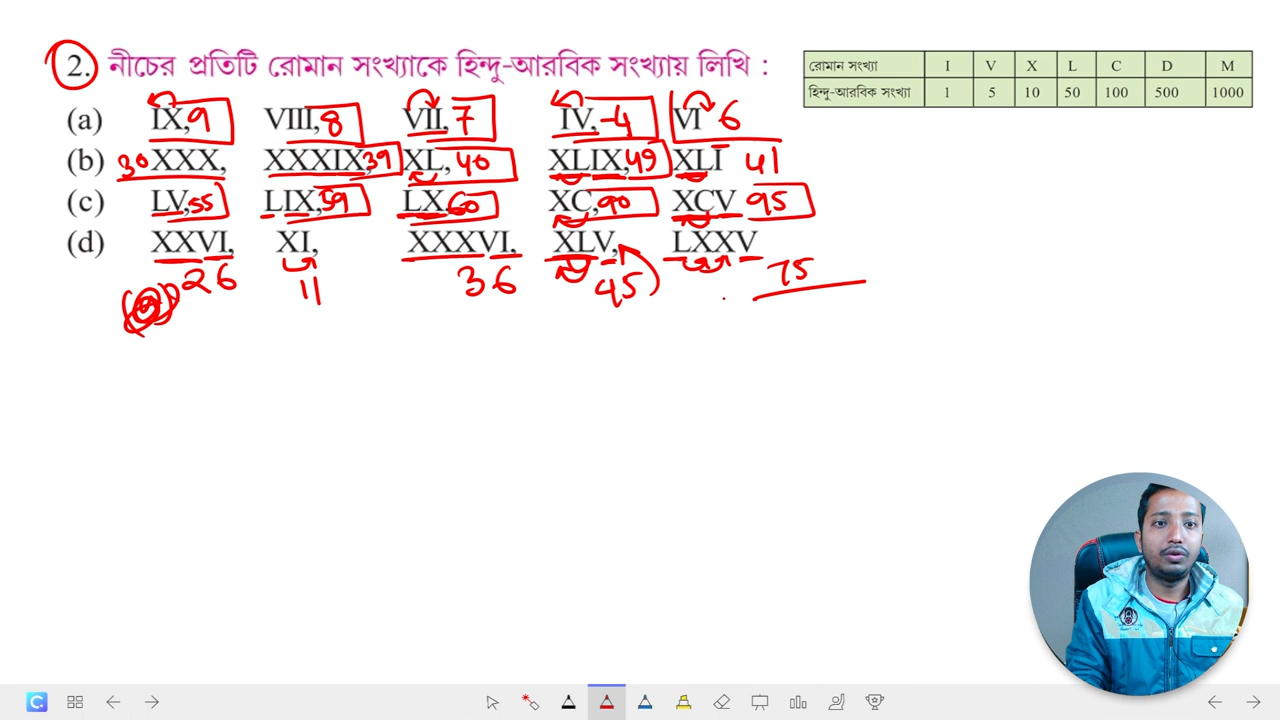 2. নীচের প্রতিটি রোমান সংখ্যাকে হিন্দু-আরবিক সংখ্যায় লিখি :
রোমান সংখ্যা I V X L C D M
হিন্দু-আরবিক সংখ্যা 1 5 10 50 100 500 1000
(a) IX, 9 VIII, 8 VII, 7 IV, -4 VI 6
(b) 30 XXX, XXXIX, 39 XL, 40 XLIX, 49 XLI 41
(c) LV, 55 LIX, 59 LX, 60 XC, 90 XCV 95
(d) XXVI, XI, XXXVI, XLV, LXXV
26 11 36 45 75